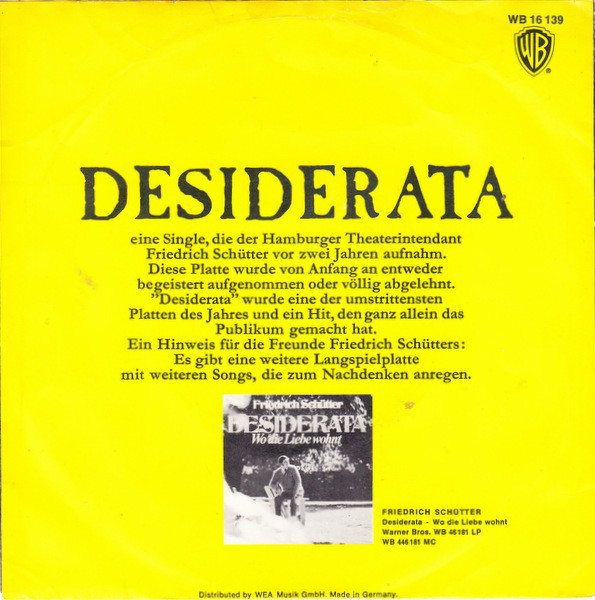 WB 16 139
WB
®
DESIDERATA
eine Single, die der Hamburger Theaterintendant
Friedrich Schütter vor zwei Jahren aufnahm.
Diese Platte wurde von Anfang an entweder
begeistert aufgenommen oder völlig abgelehnt.
”Desiderata” wurde eine der umstrittensten
Platten des Jahres und ein Hit, den ganz allein das
Publikum gemacht hat.
Ein Hinweis für die Freunde Friedrich Schütters:
Es gibt eine weitere Langspielplatte
mit weiteren Songs, die zum Nachdenken anregen.
Friedrich Schütter
DESIDERATA
Wo die Liebe wohnt
FRIEDRICH SCHÜTTER
Desiderata - Wo die Liebe wohnt
Warner Bros. WB 46181 LP
WB 446181 MC
Distributed by WEA Musik GmbH. Made in Germany.